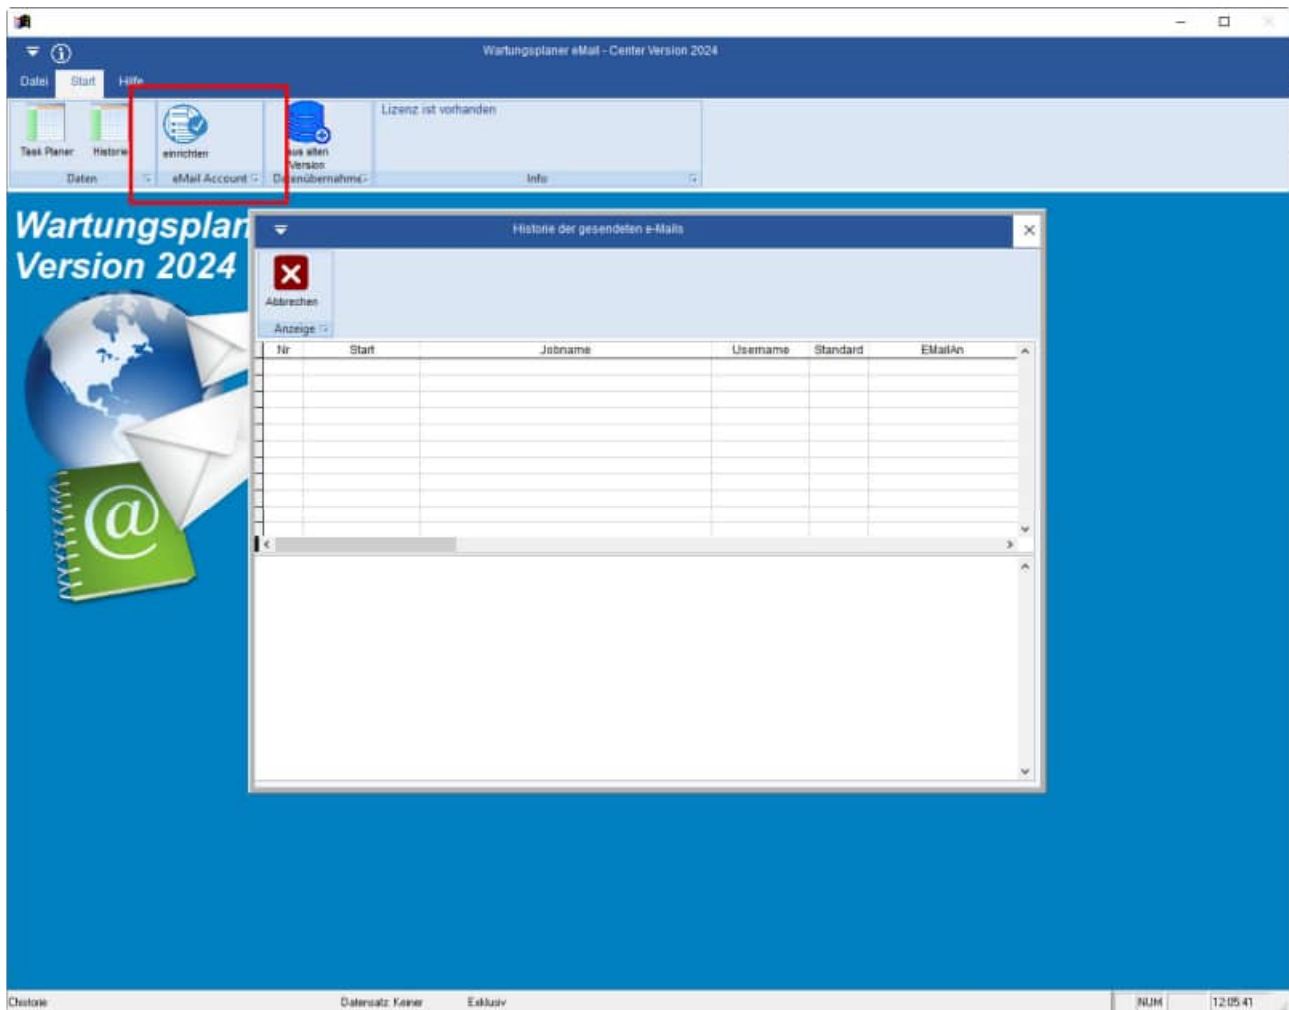 Wartungsplaner eMail - Center Version 2024
Datei Start Hilfe
Lizenz ist vorhanden
Task Planer Historie einrichten aus alten
Version
Daten eMail Account Datenübernahme Info
Wartungsplan
Version 2024
Historie der gesendeten e-Mails
Abbrechen
Anzeige
Nr Start Jobname Username Standard EMailAn
@
Chistorie Datensatz: Keiner Exklusiv NUM 12:05:41